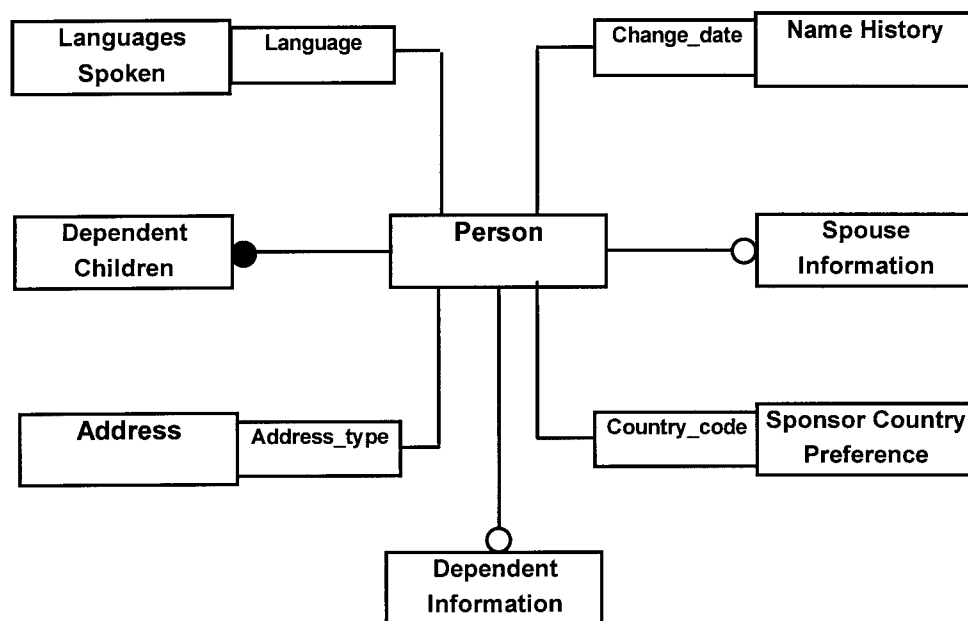 Languages
Spoken
Language
Change_date
Name History
Dependent
Children
Person
Spouse
Information
Address
Address_type
Country_code
Sponsor Country
Preference
Dependent
Information